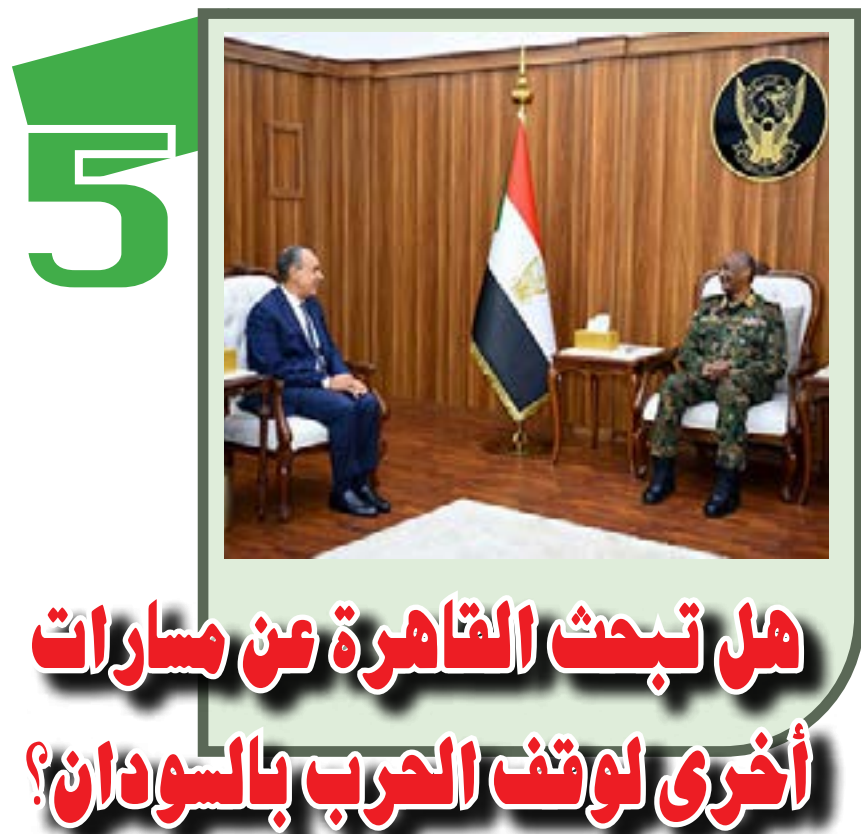 5
هل تبحث القاهرة عن مسارات
أخرى لوقف الحرب بالسودان؟